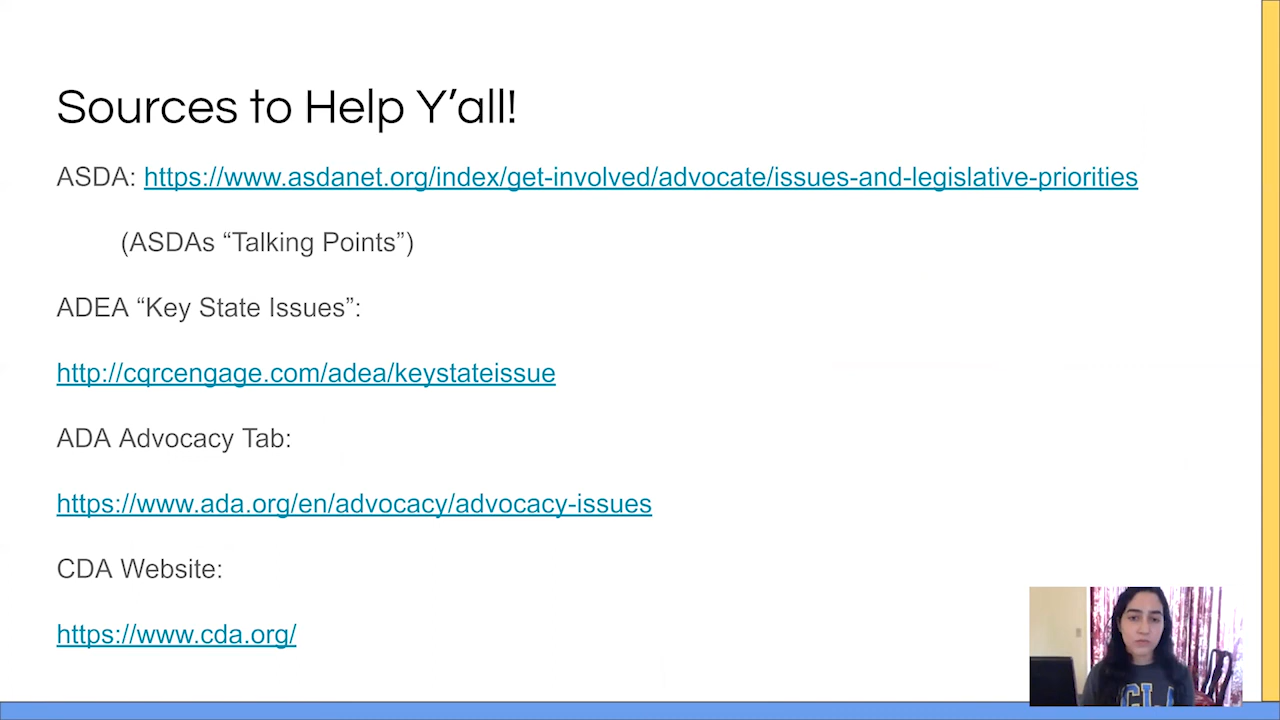 Sources to Help Y’all!
ASDA: https://www.asdanet.org/index/get-involved/advocate/issues-and-legislative-priorities
(ASDAs “Talking Points”)
ADEA “Key State Issues”:
http://cqrcengage.com/adea/keystateissue
ADA Advocacy Tab:
https://www.ada.org/en/advocacy/advocacy-issues
CDA Website:
https://www.cda.org/